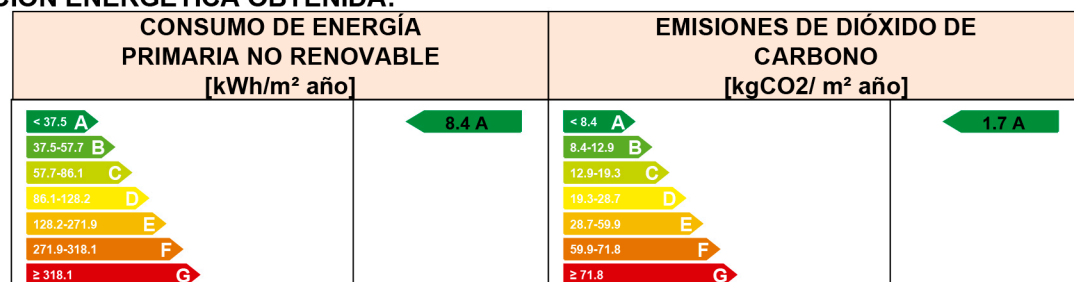 CIÓN ENERGÉTICA OBTENIDA:
CONSUMO DE ENERGÍA
PRIMARIA NO RENOVABLE
[kWh/m² año]
EMISIONES DE DIÓXIDO DE
CARBONO
[kgCO2/ m² año]
< 37.5 A
37.5-57.7 B
57.7-86.1 C
86.1-128.2 D
128.2-271.9 E
271.9-318.1 F
≥ 318.1 G
8.4 A
< 8.4 A
8.4-12.9 B
12.9-19.3 C
19.3-28.7 D
28.7-59.9 E
59.9-71.8 F
≥ 71.8 G
1.7 A